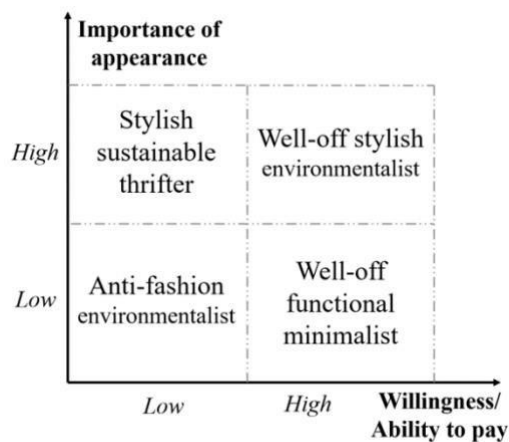 Importance of
appearance
High
Stylish
sustainable
thrifter
Well-off stylish
environmentalist
Low
Anti-fashion
environmentalist
Well-off
functional
minimalist
Low
High
Willingness/
Ability to pay